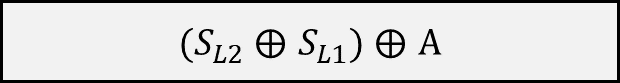 (S_{L2} ⊕ S_{L1}) ⊕ A